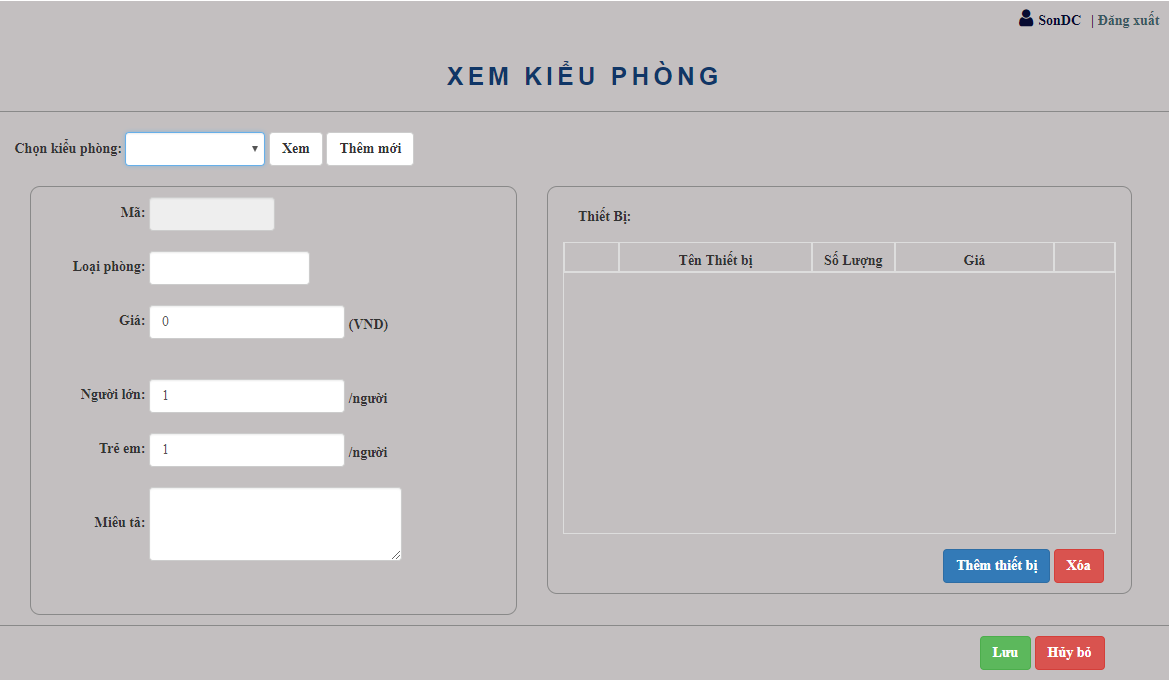 SonDC | Đăng xuất
XEM KIỂU PHÒNG
Chọn kiểu phòng: Xem Thêm mới
Mã:
Loại phòng:
Giá: 0 (VND)
Người lớn: 1 /người
Trẻ em: 1 /người
Miêu tả:
Thiết Bị:
Tên Thiết bị Số Lượng Giá
Thêm thiết bị Xóa
Lưu Hủy bỏ